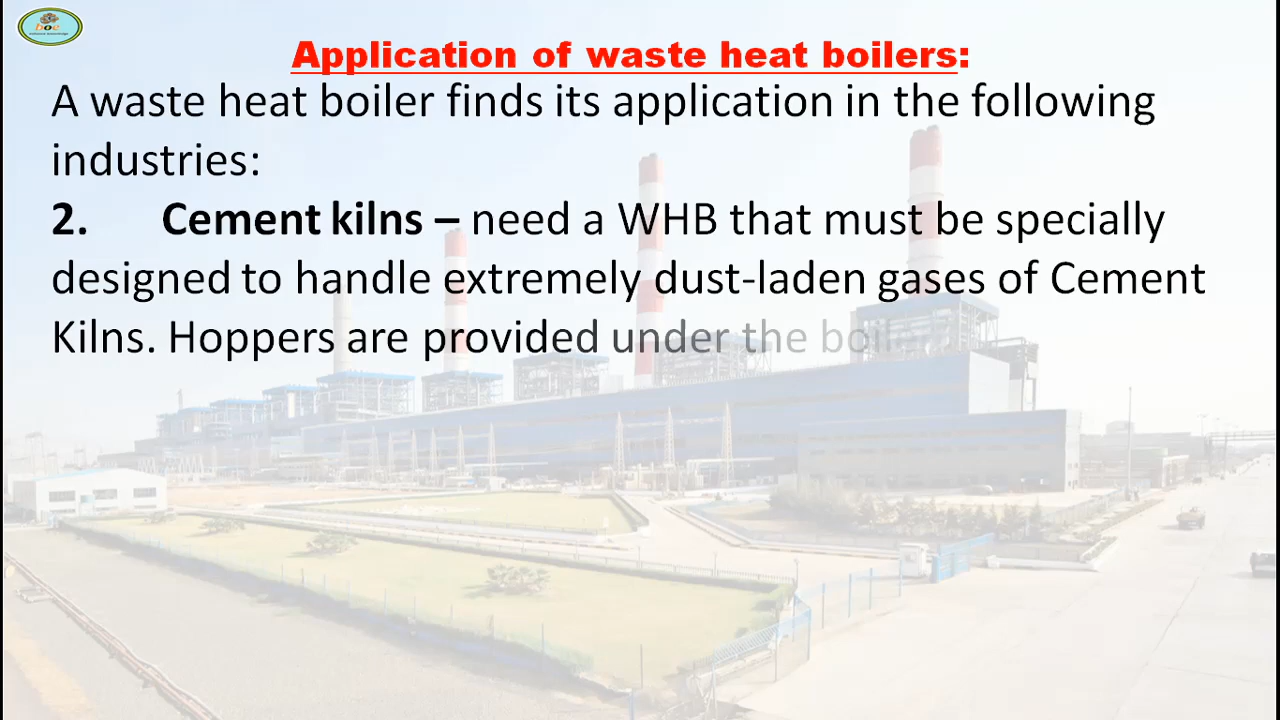 Application of waste heat boilers:
A waste heat boiler finds its application in the following
industries:
2. Cement kilns – need a WHB that must be specially
designed to handle extremely dust-laden gases of Cement
Kilns. Hoppers are provided under the boiler